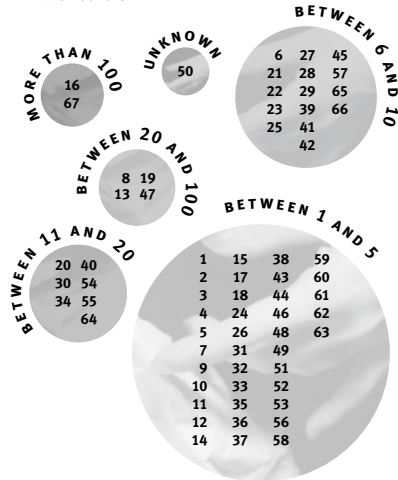 MORE THAN 100
16
67
UNKNOWN
50
BETWEEN 6 AND 10
6 27 45
21 28 57
22 29 65
23 39 66
25 41
42
BETWEEN 20 AND 100
8 19
13 47
BETWEEN 11 AND 20
20 40
30 54
34 55
64
BETWEEN 1 AND 5
1 15 38 59
2 17 43 60
3 18 44 61
4 24 46 62
5 26 48 63
7 31 49
9 32 51
10 33 52
11 35 53
12 36 56
14 37 58